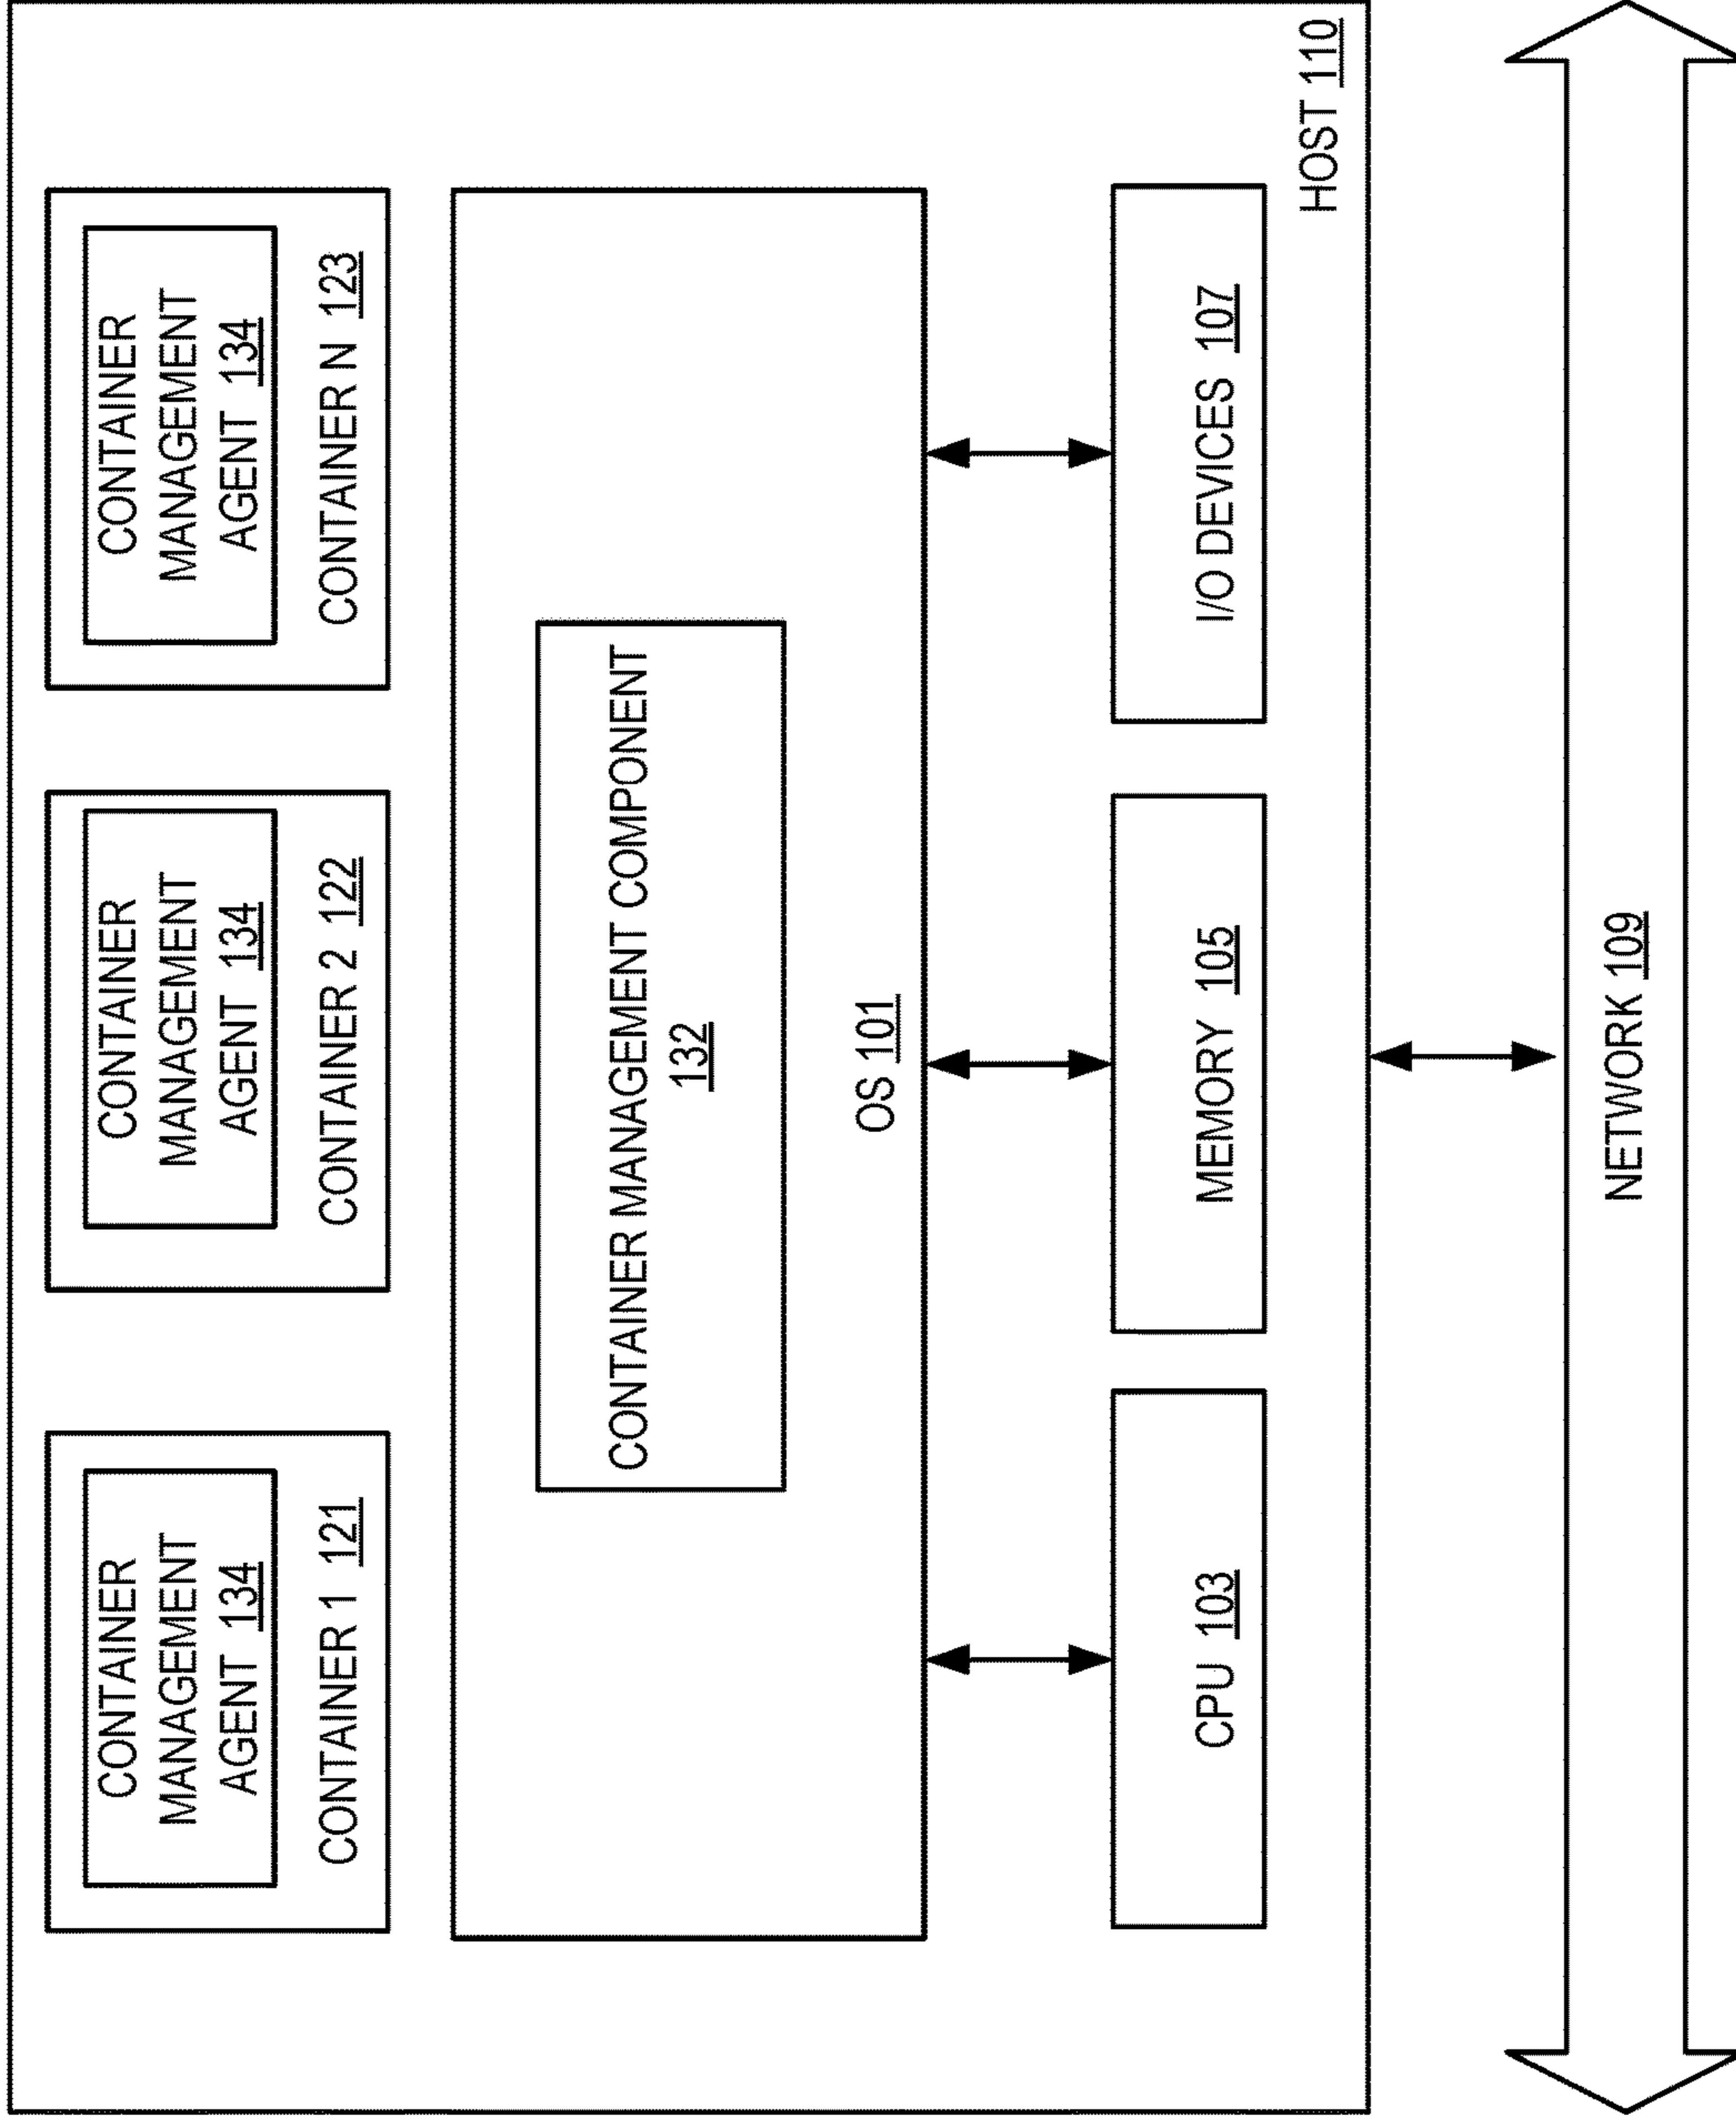 CONTAINER
MANAGEMENT
AGENT 134
CONTAINER 1 121
CONTAINER
MANAGEMENT
AGENT 134
CONTAINER 2 122
CONTAINER
MANAGEMENT
AGENT 134
CONTAINER N 123
CONTAINER MANAGEMENT COMPONENT
132
OS 101
CPU 103
MEMORY 105
I/O DEVICES 107
HOST 110
NETWORK 109